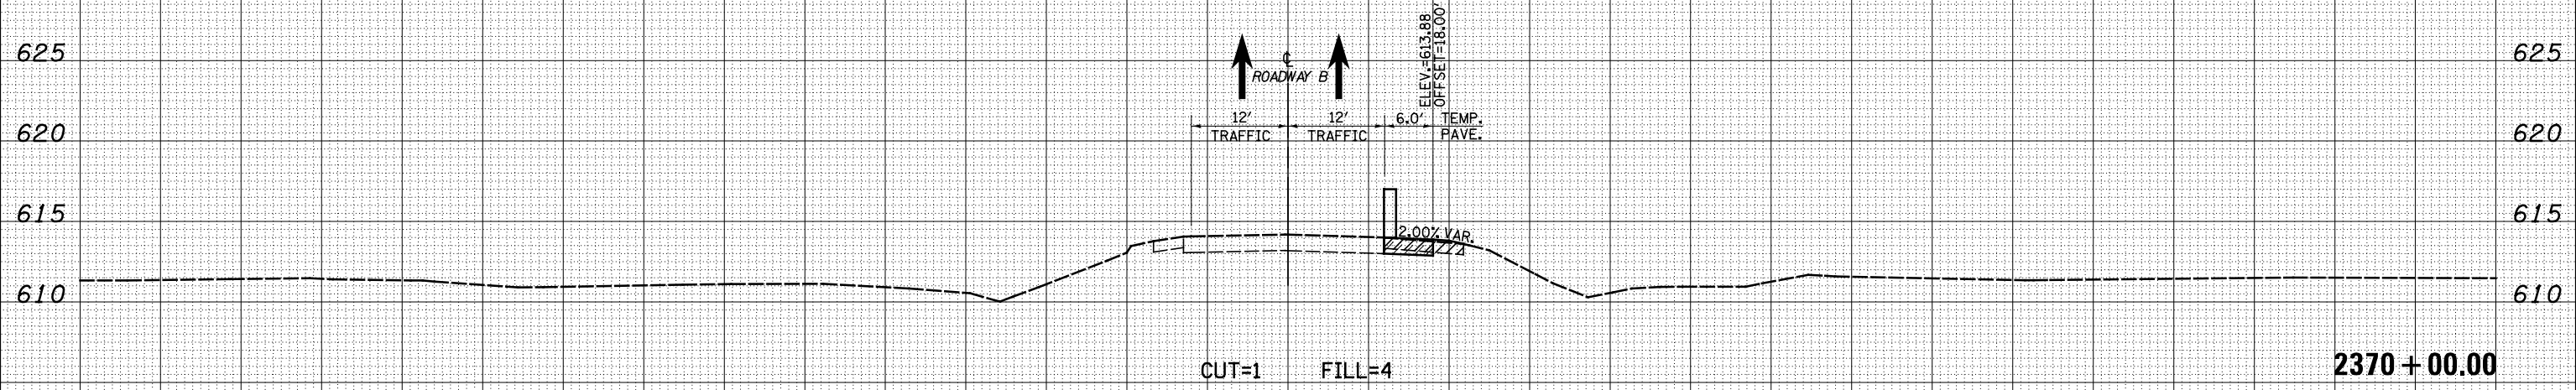 ELEV.=613.88
OFFSET=18.00'
625 625
℄
ROADWAY B
12' 12' 6.0' TEMP.
620 TRAFFIC TRAFFIC PAVE. 620
615 615
2.00% VAR.
610 610
CUT=1 FILL=4
2370+00.00